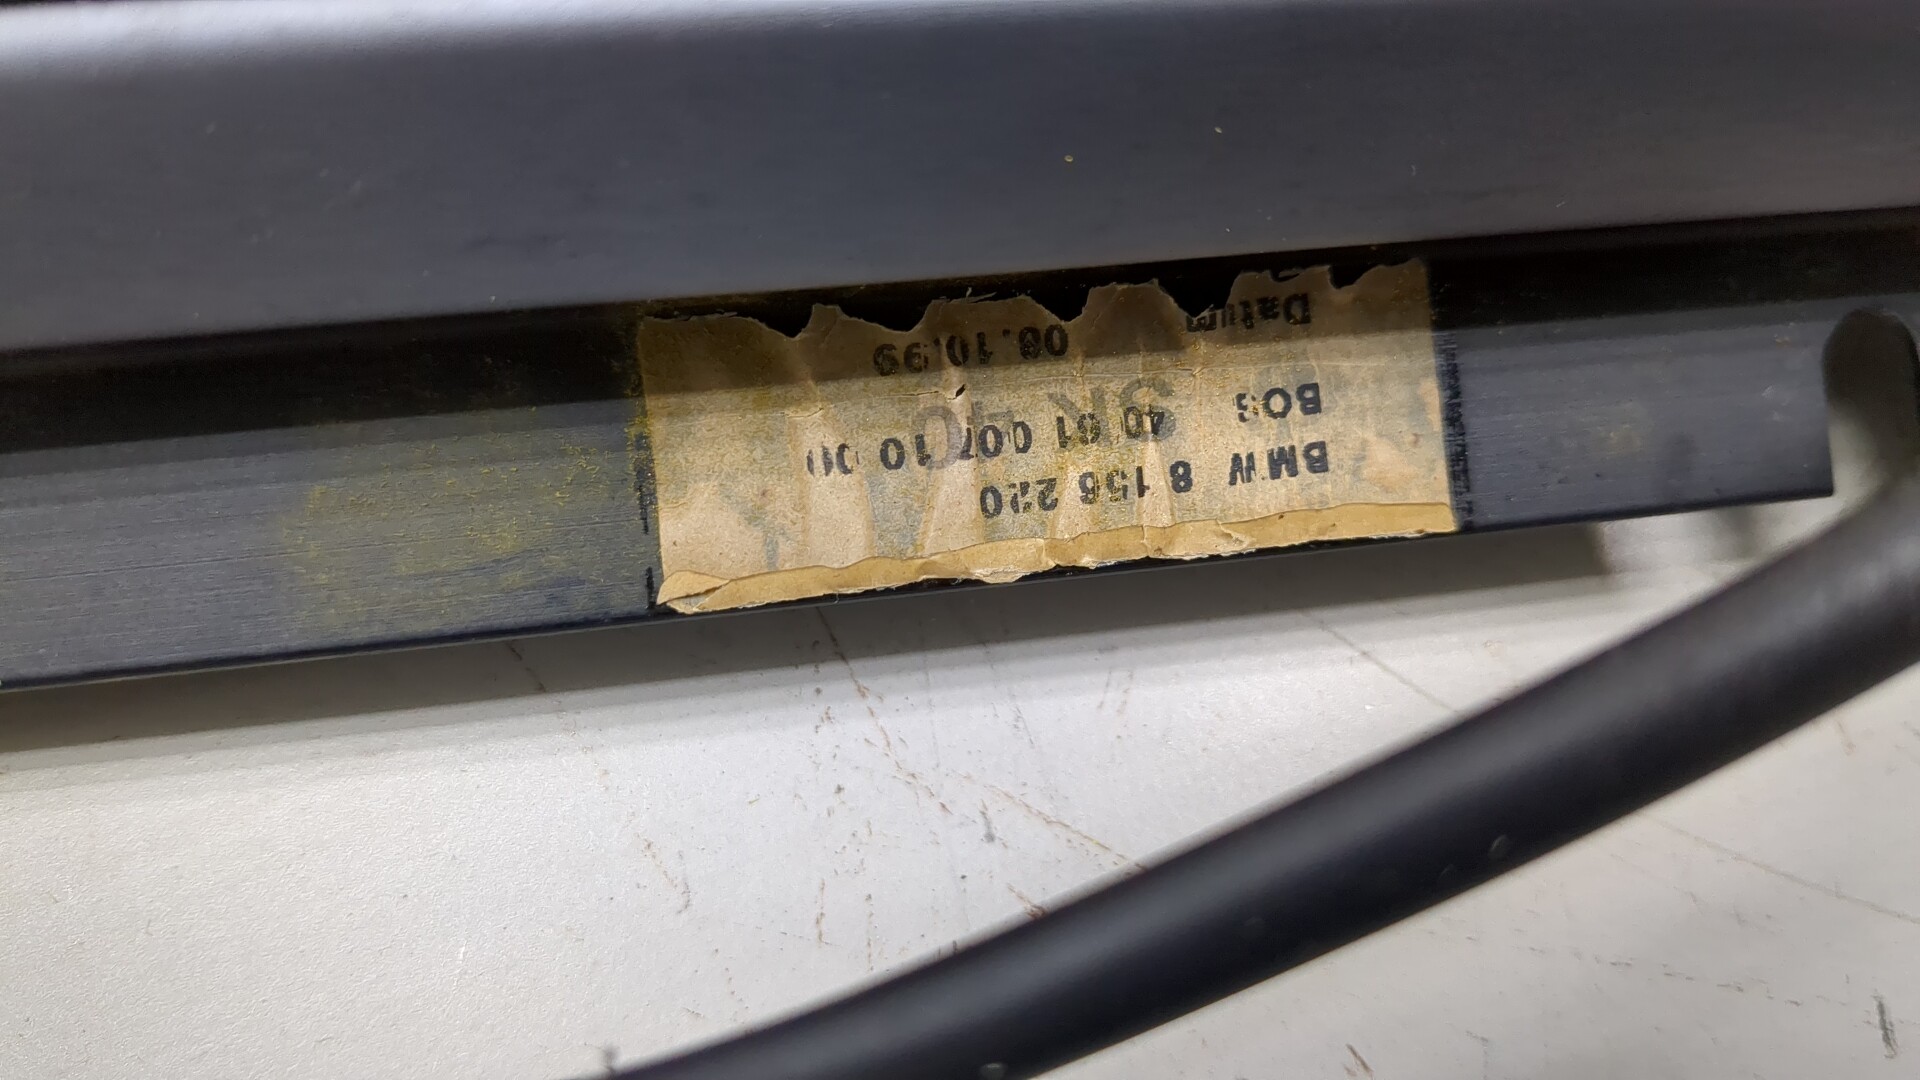 BMW 8 156 220
BOS 40 61 007 10 00
Datum 08.10.99